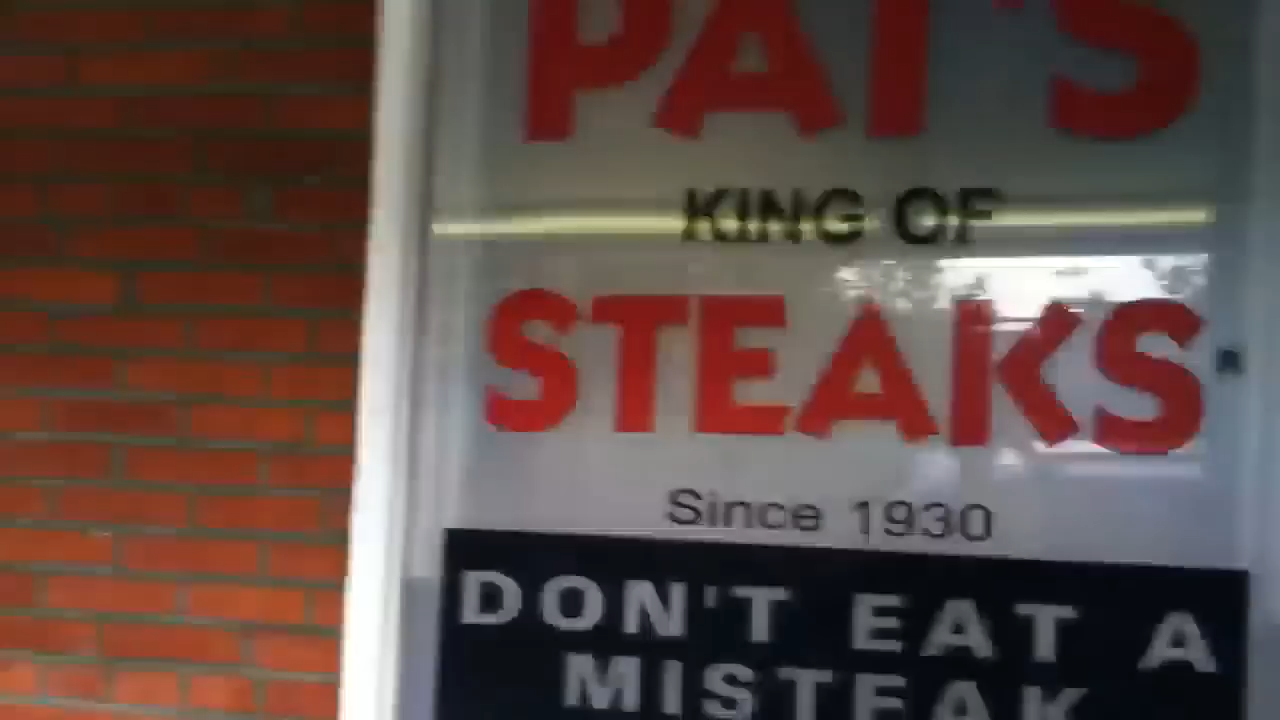 PAT'S
KING OF
STEAKS
Since 1930
DON'T EAT A
MISTEAK